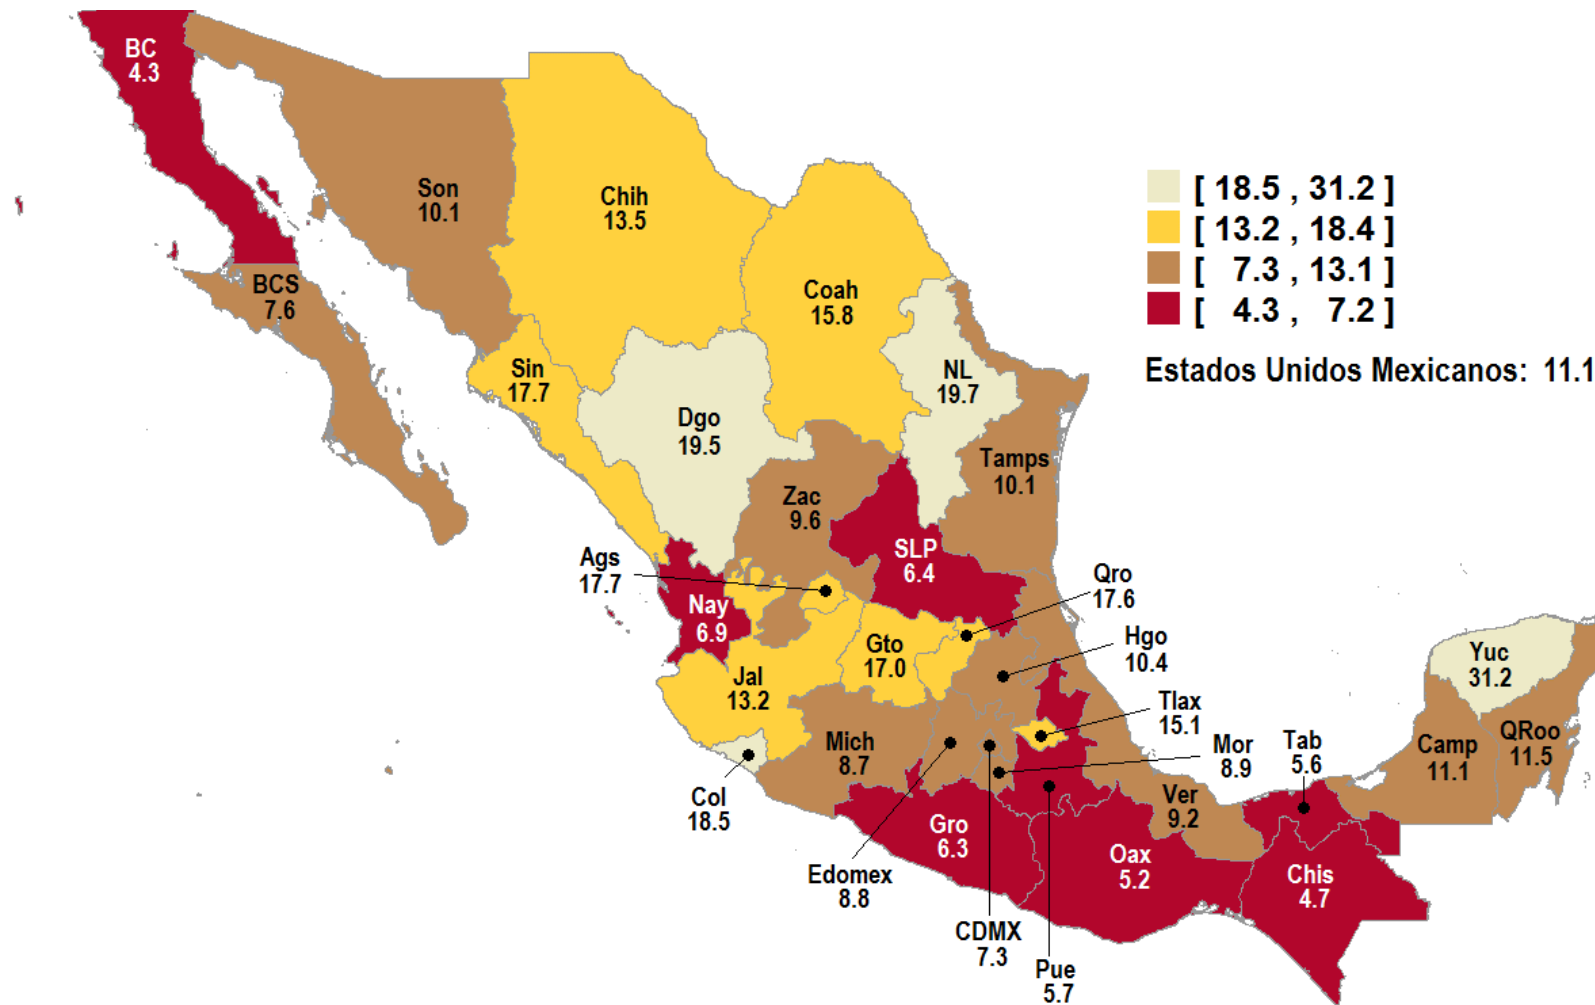 BC
4.3
Son
10.1
Chih
13.5
[ 18.5 , 31.2 ]
[ 13.2 , 18.4 ]
[ 7.3 , 13.1 ]
[ 4.3 , 7.2 ]
Estados Unidos Mexicanos: 11.1
BCS
7.6
Coah
15.8
Sin
17.7
NL
19.7
Dgo
19.5
Tamps
10.1
Zac
9.6
SLP
6.4
Ags
17.7
Qro
17.6
Nay
6.9
Gto
17.0
Hgo
10.4
Yuc
31.2
Jal
13.2
Tlax
15.1
Mich
8.7
Mor
8.9
Tab
5.6
Camp
11.1
QRoo
11.5
Col
18.5
Ver
9.2
Gro
6.3
Oax
5.2
Chis
4.7
Edomex
8.8
CDMX
7.3
Pue
5.7